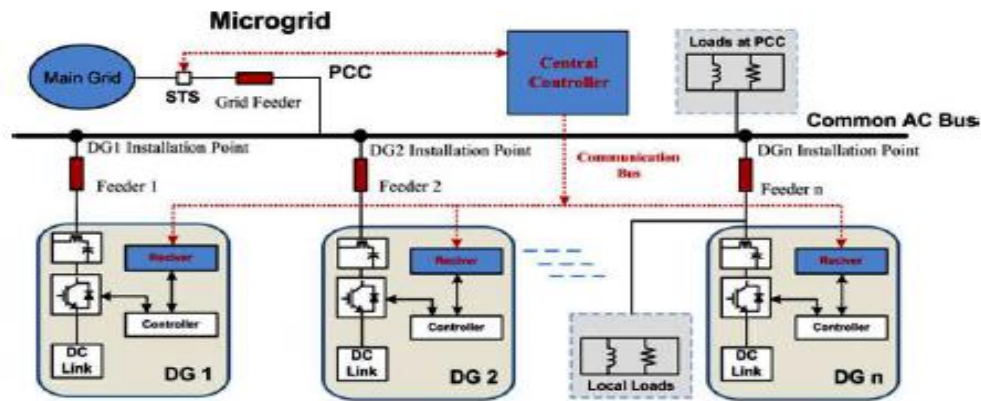 Microgrid
Main Grid
STS
Grid Feeder
PCC
Central
Controller
Loads at PCC
Common AC Bus
DG1 Installation Point
DG2 Installation Point
Communication
Bus
DGn Installation Point
Feeder 1
Feeder 2
Feeder n
Reciver
Controller
DC
Link
DG 1
Reciver
Controller
DC
Link
DG 2
Local Loads
Reciver
Controller
DC
Link
DG n